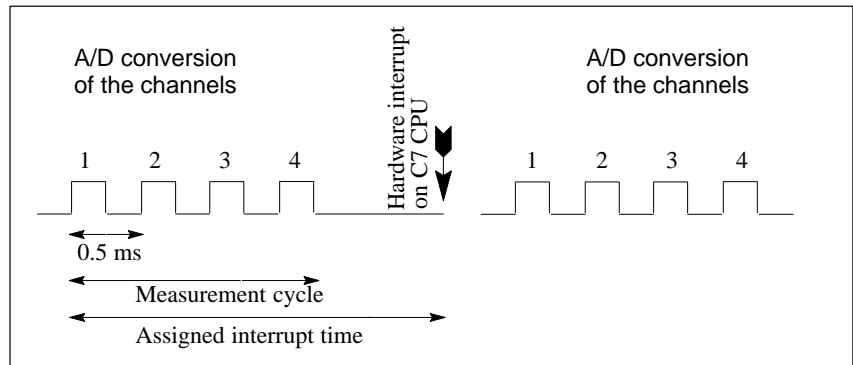 A/D conversion
of the channels
Hardware interrupt
on C7 CPU
A/D conversion
of the channels
1 2 3 4
1 2 3 4
0.5 ms
Measurement cycle
Assigned interrupt time